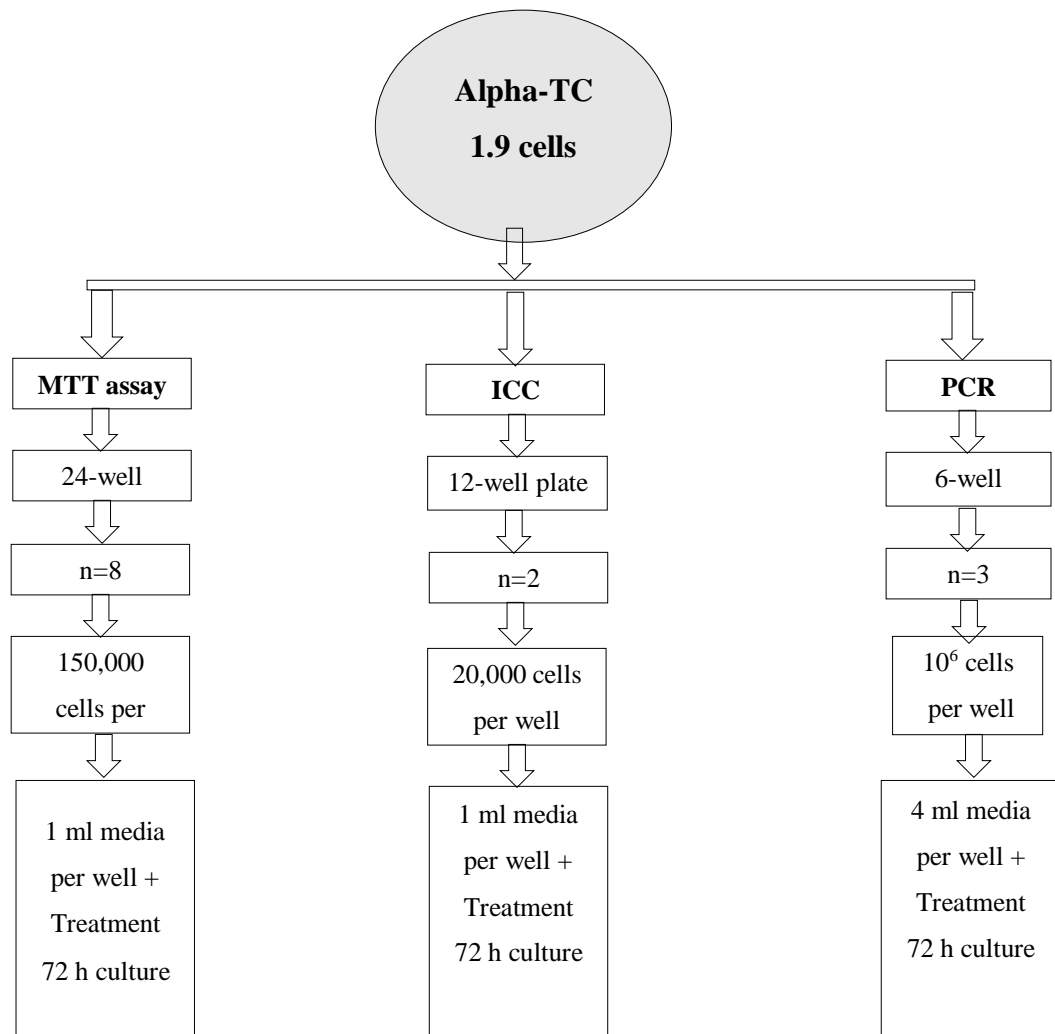 Alpha-TC
1.9 cells
MTT assay
24-well
n=8
150,000
cells per
1 ml media
per well +
Treatment
72 h culture
ICC
12-well plate
n=2
20,000 cells
per well
1 ml media
per well +
Treatment
72 h culture
PCR
6-well
n=3
10⁶ cells
per well
4 ml media
per well +
Treatment
72 h culture